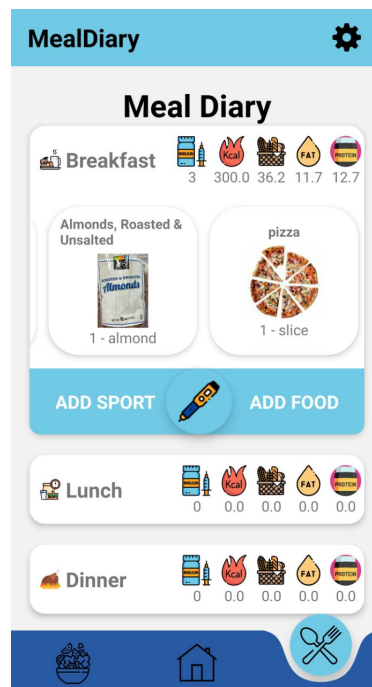 MealDiary
Meal Diary
Breakfast
INSULIN
Kcal
FAT
PROTEIN
3 300.0 36.2 11.7 12.7
Almonds, Roasted &
Unsalted
Almonds
1 - almond
pizza
1 - slice
ADD SPORT
ADD FOOD
Lunch
INSULIN
Kcal
FAT
PROTEIN
0 0.0 0.0 0.0 0.0
Dinner
INSULIN
Kcal
FAT
PROTEIN
0 0.0 0.0 0.0 0.0